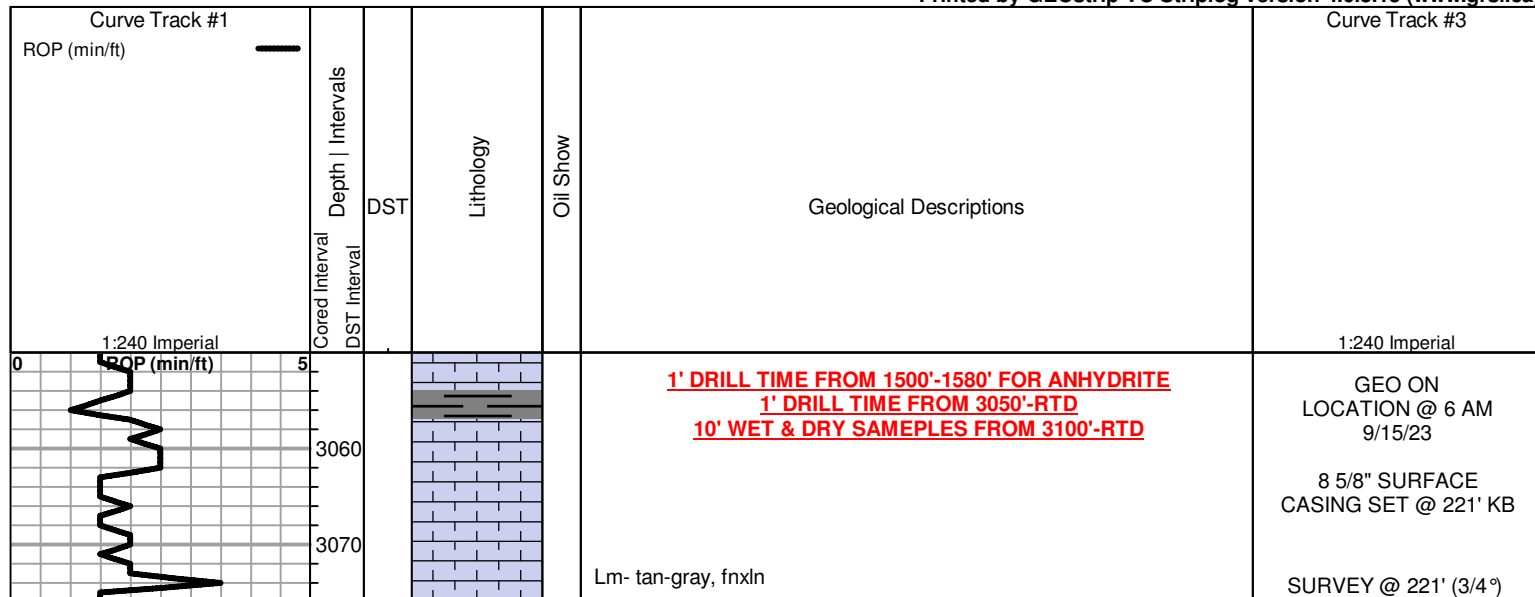 Curve Track #1
ROP (min/ft)
1:240 Imperial
Depth | Intervals
Cored Interval
DST Interval
DST
Lithology
Oil Show
Geological Descriptions
Curve Track #3
1:240 Imperial
0 ROP (min/ft) 5
3060
3070
1' DRILL TIME FROM 1500'-1580' FOR ANHYDRITE
1' DRILL TIME FROM 3050'-RTD
10' WET & DRY SAMEPLES FROM 3100'-RTD
Lm- tan-gray, fnxln
GEO ON
LOCATION @ 6 AM
9/15/23
8 5/8" SURFACE
CASING SET @ 221' KB
SURVEY @ 221' (3/4°)